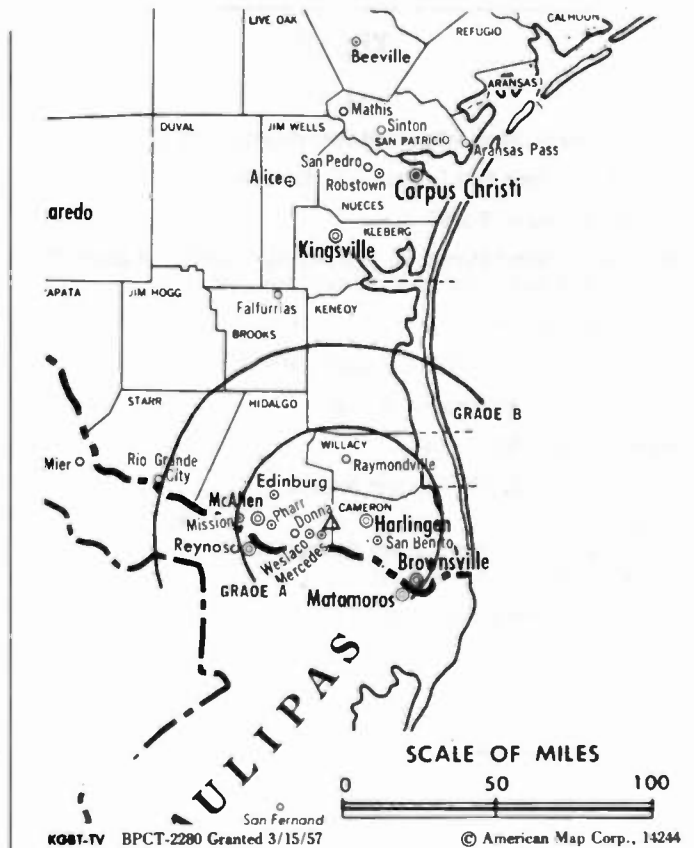 LIVE OAK
CALHOUN
REFUGIO
Beeville
ARANSAS
Mathis
Sinton
SAN PATRICIO
DUVAL
JIM WELLS
Aransas Pass
San Pedro
Alice
Robstown
Corpus Christi
NUECES
aredo
KLEBERG
Kingsville
APATA
JIM HOGG
Falfurrias
KENEDY
BROOKS
STARR
HIDALGO
GRADE B
WILLACY
Mier
Rio Grande
City
Raymondville
Edinburg
McAllen
CAMERON
Mission
Pharr
Donna
Harlingen
Reynosa
Weslaco
Mercedes
San Benito
Brownsville
GRADE A
Matamoros
AULIPAS
SCALE OF MILES
0 50 100
San Fernand
KGBT-TV BPCT-2280 Granted 3/15/57 © American Map Corp., 14244